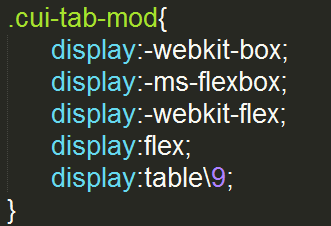 .cui-tab-mod{
display:-webkit-box;
display:-ms-flexbox;
display:-webkit-flex;
display:flex;
display:table\9;
}